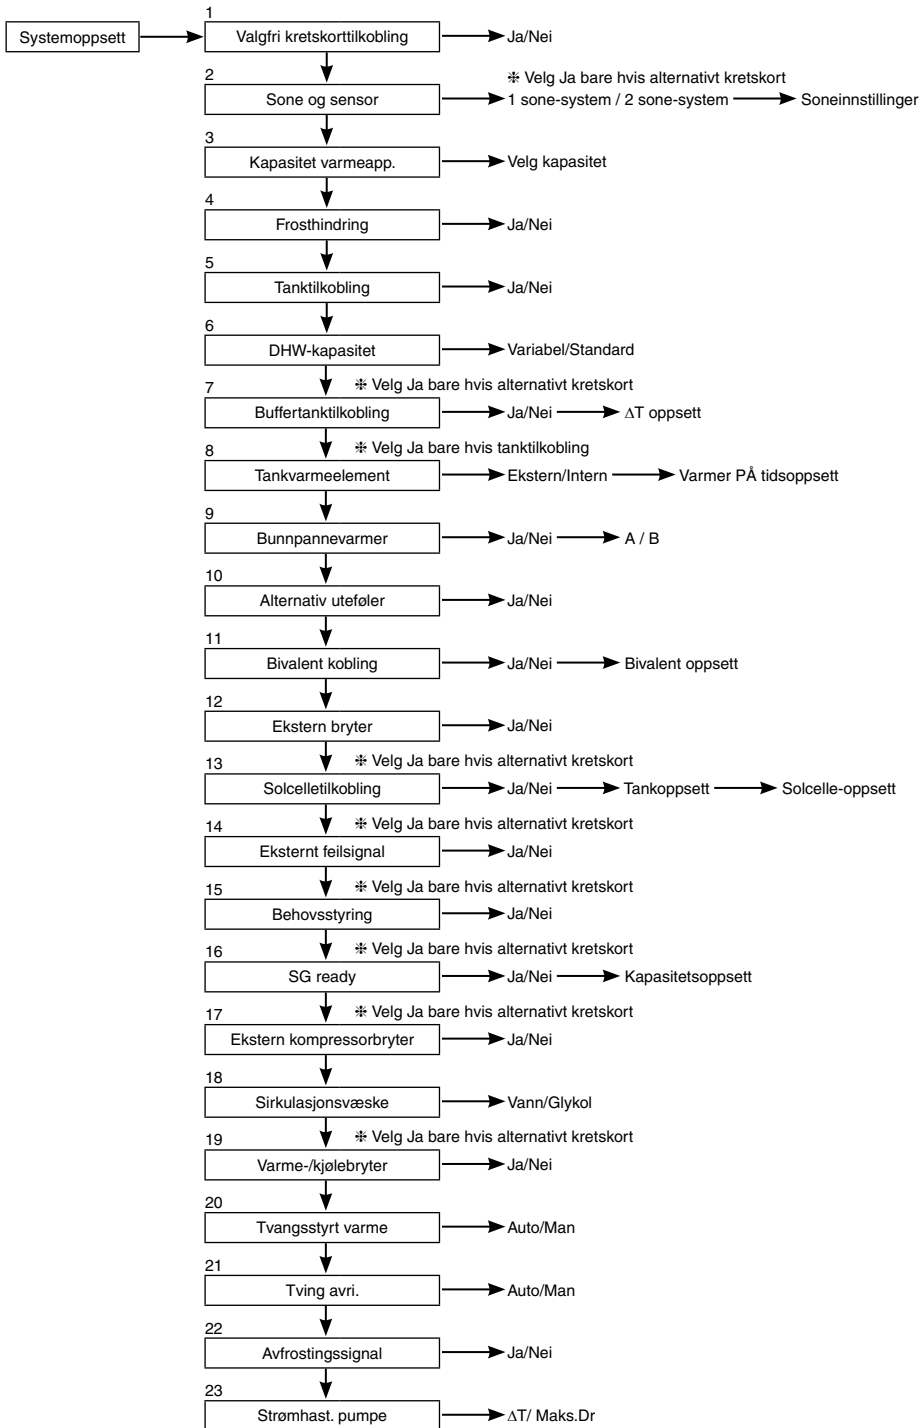 1
Systemoppsett
Valgfri kretskorttilkobling
Ja/Nei
❉ Velg Ja bare hvis alternativt kretskort
2
Sone og sensor
1 sone-system / 2 sone-system
Soneinnstillinger
3
Kapasitet varmeapp.
Velg kapasitet
4
Frosthindring
Ja/Nei
5
Tanktilkobling
Ja/Nei
6
DHW-kapasitet
Variabel/Standard
❉ Velg Ja bare hvis alternativt kretskort
7
Buffertanktilkobling
Ja/Nei
ΔT oppsett
❉ Velg Ja bare hvis tanktilkobling
8
Tankvarmeelement
Ekstern/Intern
Varmer PÅ tidsoppsett
9
Bunnpannevarmer
Ja/Nei
A / B
10
Alternativ uteføler
Ja/Nei
11
Bivalent kobling
Ja/Nei
Bivalent oppsett
12
Ekstern bryter
Ja/Nei
❉ Velg Ja bare hvis alternativt kretskort
13
Solcelletilkobling
Ja/Nei
Tankoppsett
Solcelle-oppsett
❉ Velg Ja bare hvis alternativt kretskort
14
Eksternt feilsignal
Ja/Nei
❉ Velg Ja bare hvis alternativt kretskort
15
Behovsstyring
Ja/Nei
❉ Velg Ja bare hvis alternativt kretskort
16
SG ready
Ja/Nei
Kapasitetsoppsett
❉ Velg Ja bare hvis alternativt kretskort
17
Ekstern kompressorbryter
Ja/Nei
18
Sirkulasjonsvæske
Vann/Glykol
❉ Velg Ja bare hvis alternativt kretskort
19
Varme-/kjølebryter
Ja/Nei
20
Tvangsstyrt varme
Auto/Man
21
Tving avri.
Auto/Man
22
Avfrostingssignal
Ja/Nei
23
Strømhast. pumpe
ΔT/ Maks.Dr